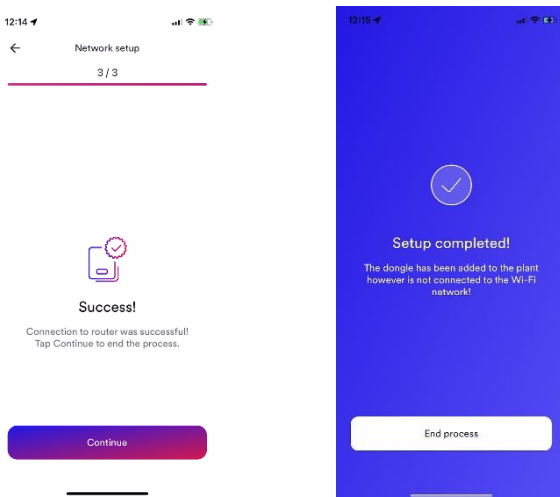 12:14
Network setup
3 / 3
Success!
Connection to router was successful!
Tap Continue to end the process.
Continue
12:15
Setup completed!
The dongle has been added to the plant
however is not connected to the Wi-Fi
network!
End process